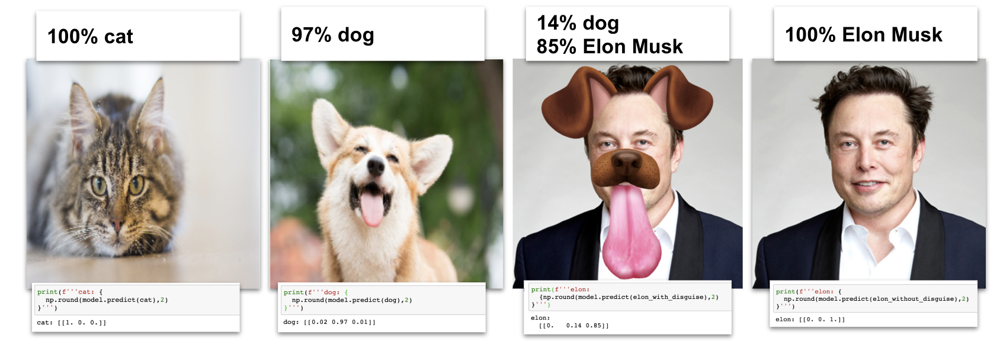 100% cat
97% dog
14% dog
85% Elon Musk
100% Elon Musk
print(f'''cat: {
np.round(model.predict(cat),2)
}''')
cat: [[1. 0. 0.]]
print(f'''dog: {
np.round(model.predict(dog),2)
}''')
dog: [[0.02 0.97 0.01]]
print(f'''elon:
{np.round(model.predict(elon_with_disguise),2)
}''')
elon:
[[0. 0.14 0.85]]
print(f'''elon: {
np.round(model.predict(elon_without_disguise),2)
}''')
elon: [[0. 0. 1.]]